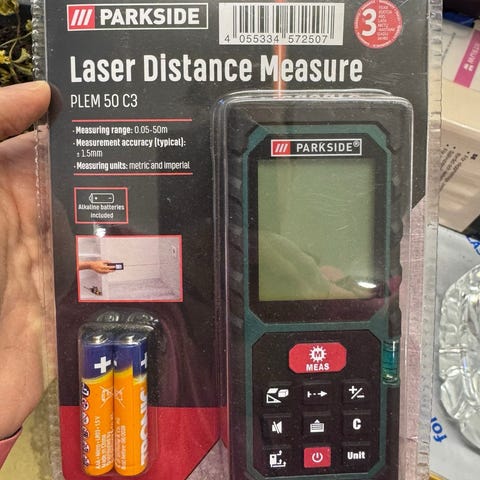 /// PARKSIDE
4 055334 572507
3
Laser Distance Measure
PLEM 50 C3
· Measuring range: 0.05-50m
· Measurement accuracy (typical):
± 1.5mm
· Measuring units: metric and imperial
Alkaline batteries
included
/// PARKSIDE®
MEAS
+/-
C
Unit